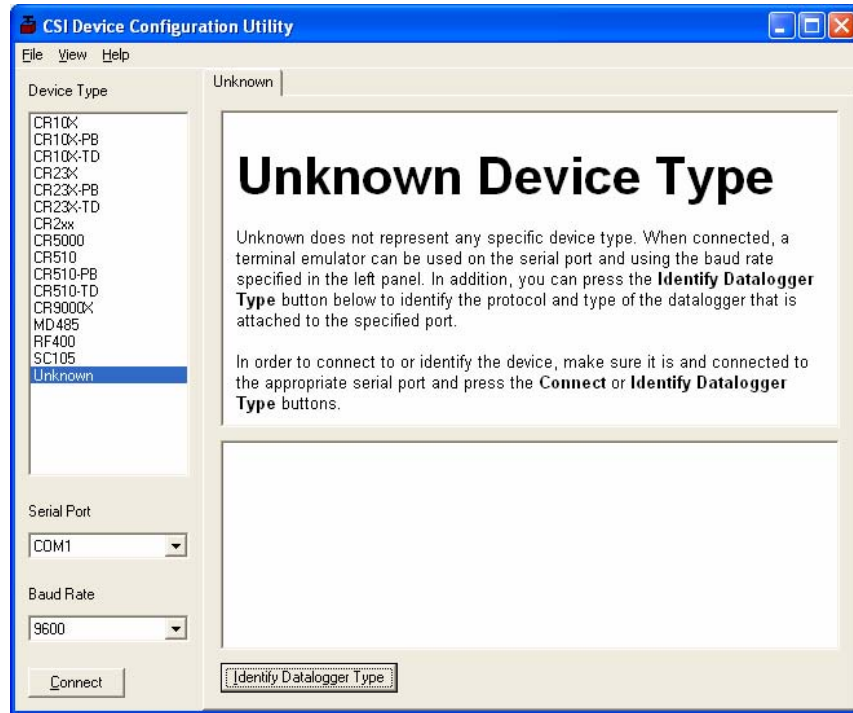 CSI Device Configuration Utility
File View Help
Device Type
CR10X
CR10X-PB
CR10X-TD
CR23X
CR23X-PB
CR23X-TD
CR2xx
CR5000
CR510
CR510-PB
CR510-TD
CR9000X
MD485
RF400
SC105
Unknown
Serial Port
COM1
Baud Rate
9600
Connect
Unknown
Unknown Device Type
Unknown does not represent any specific device type. When connected, a
terminal emulator can be used on the serial port and using the baud rate
specified in the left panel. In addition, you can press the Identify Datalogger
Type button below to identify the protocol and type of the datalogger that is
attached to the specified port.
In order to connect to or identify the device, make sure it is and connected to
the appropriate serial port and press the Connect or Identify Datalogger
Type buttons.
Identify Datalogger Type